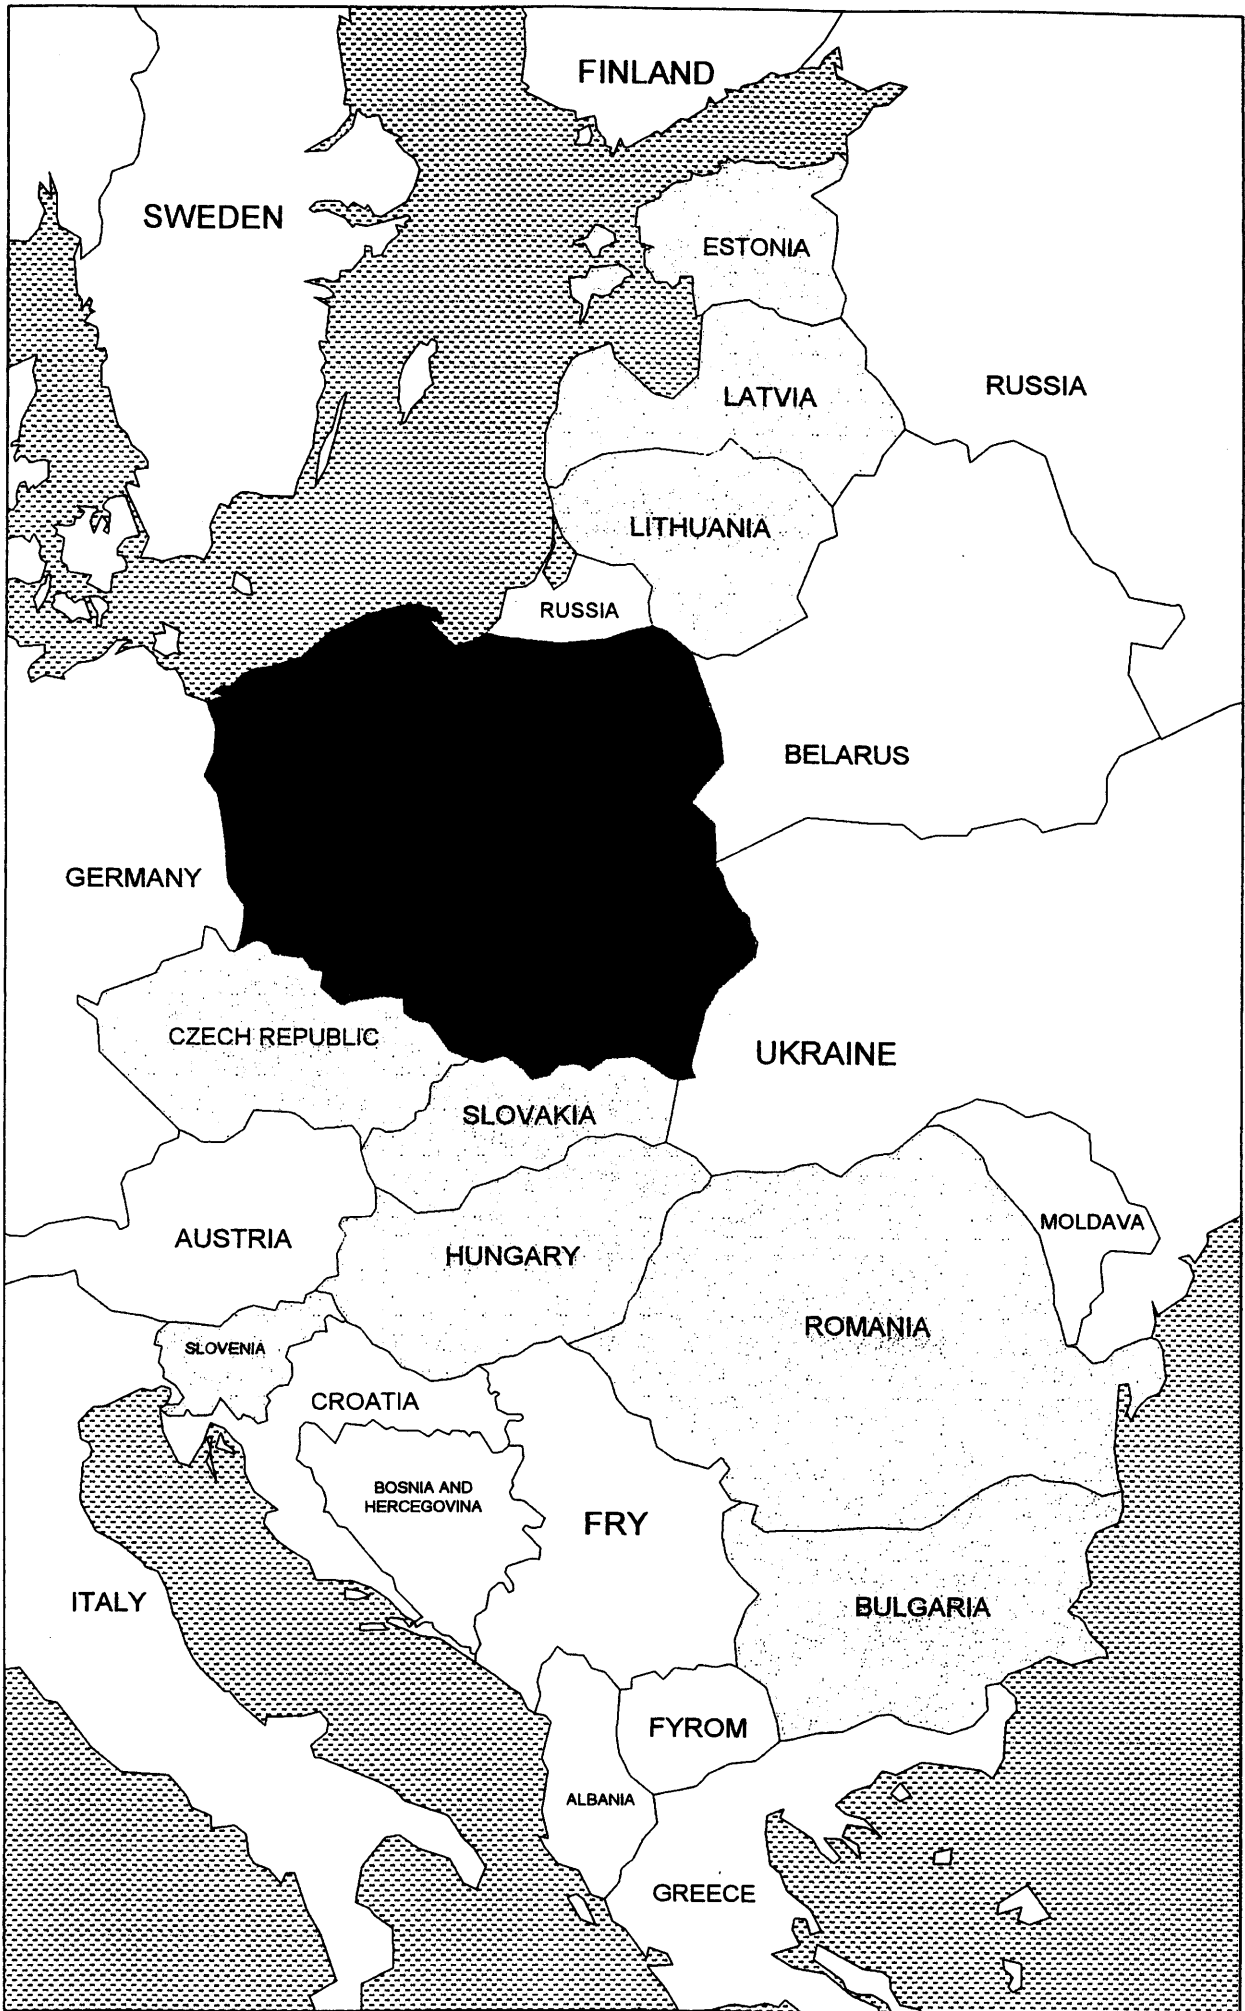 FINLAND
SWEDEN
ESTONIA
RUSSIA
LATVIA
LITHUANIA
RUSSIA
BELARUS
GERMANY
CZECH REPUBLIC
UKRAINE
SLOVAKIA
MOLDAVA
AUSTRIA
HUNGARY
ROMANIA
SLOVENIA
CROATIA
BOSNIA AND
HERCEGOVINA
FRY
ITALY
BULGARIA
FYROM
ALBANIA
GREECE